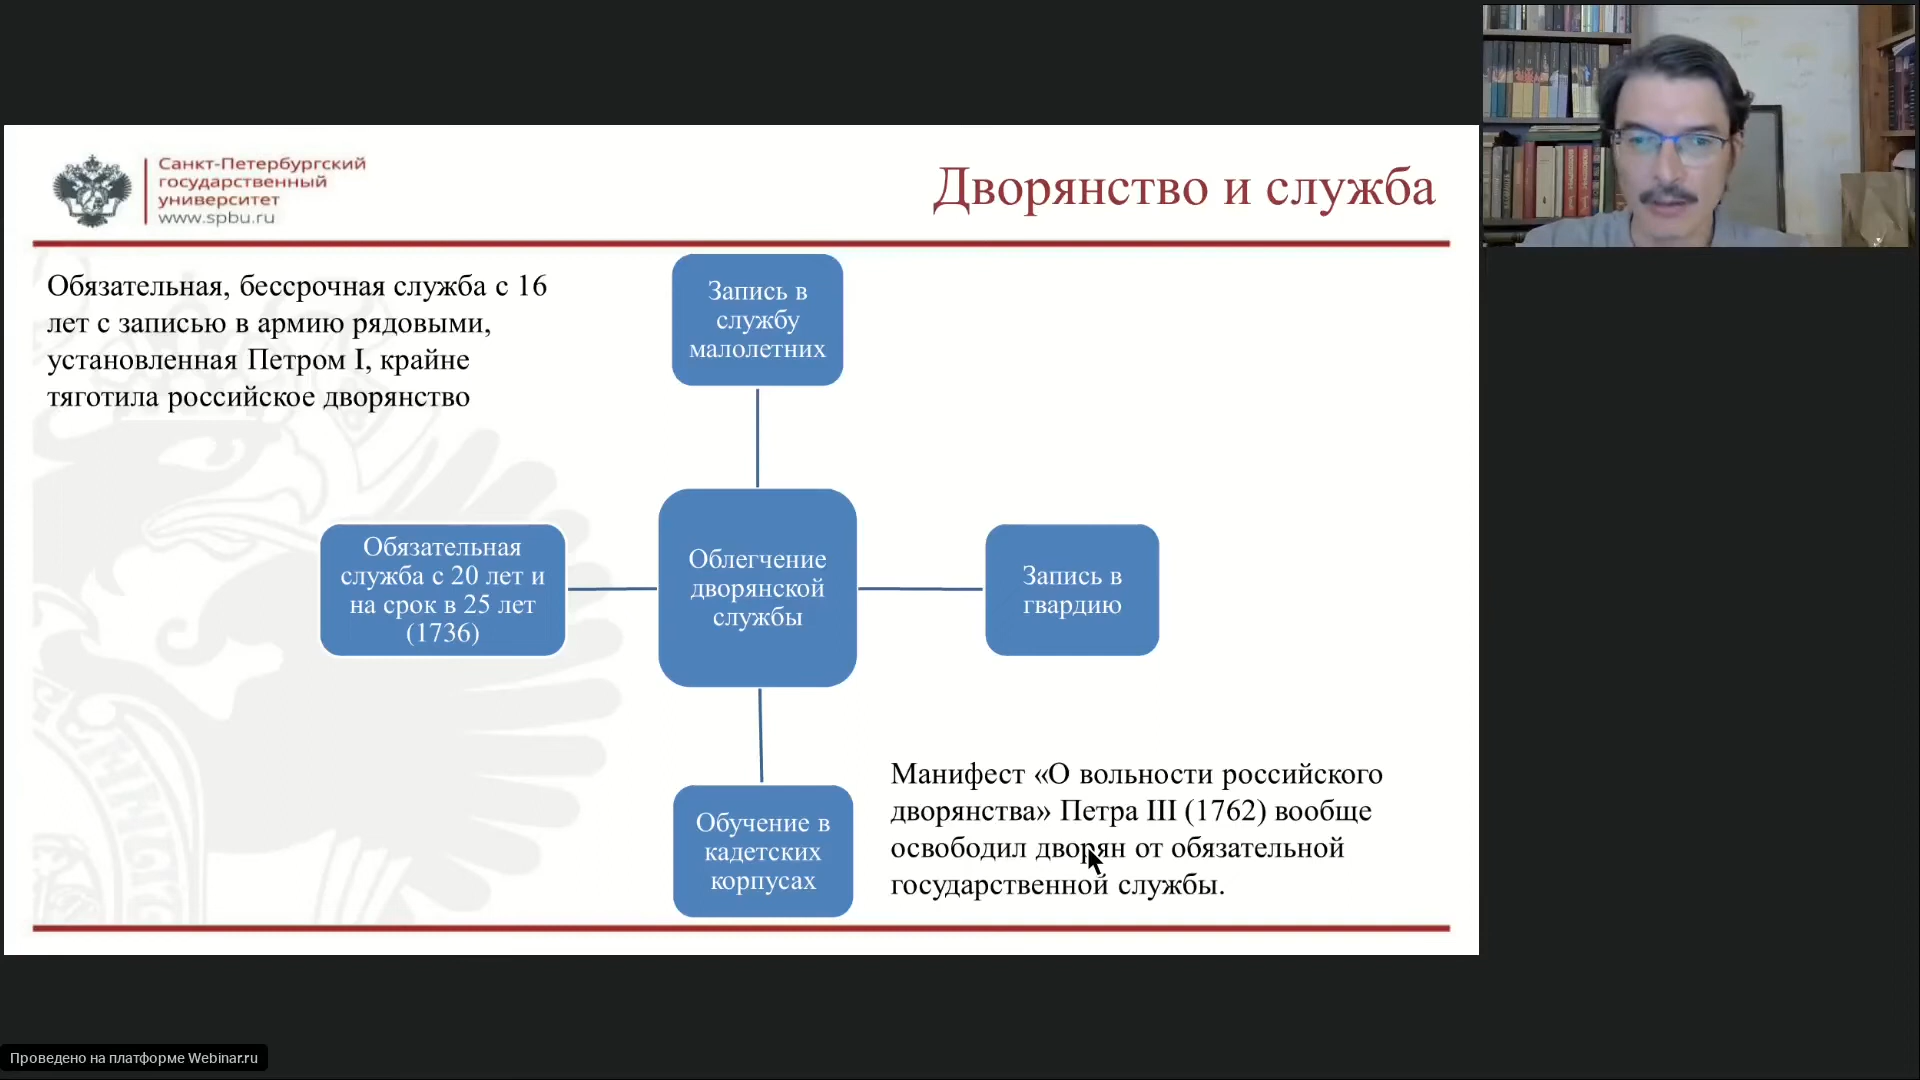 Санкт-Петербургский
государственный
университет
www.spbu.ru
Дворянство и служба
Обязательная, бессрочная служба с 16
лет с записью в армию рядовыми,
установленная Петром I, крайне
тяготила российское дворянство
Запись в
службу
малолетних
Обязательная
служба с 20 лет и
на срок в 25 лет
(1736)
Облегчение
дворянской
службы
Запись в
гвардию
Обучение в
кадетских
корпусах
Манифест «О вольности российского
дворянства» Петра III (1762) вообще
освободил дворян от обязательной
государственной службы.
Проведено на платформе Webinar.ru